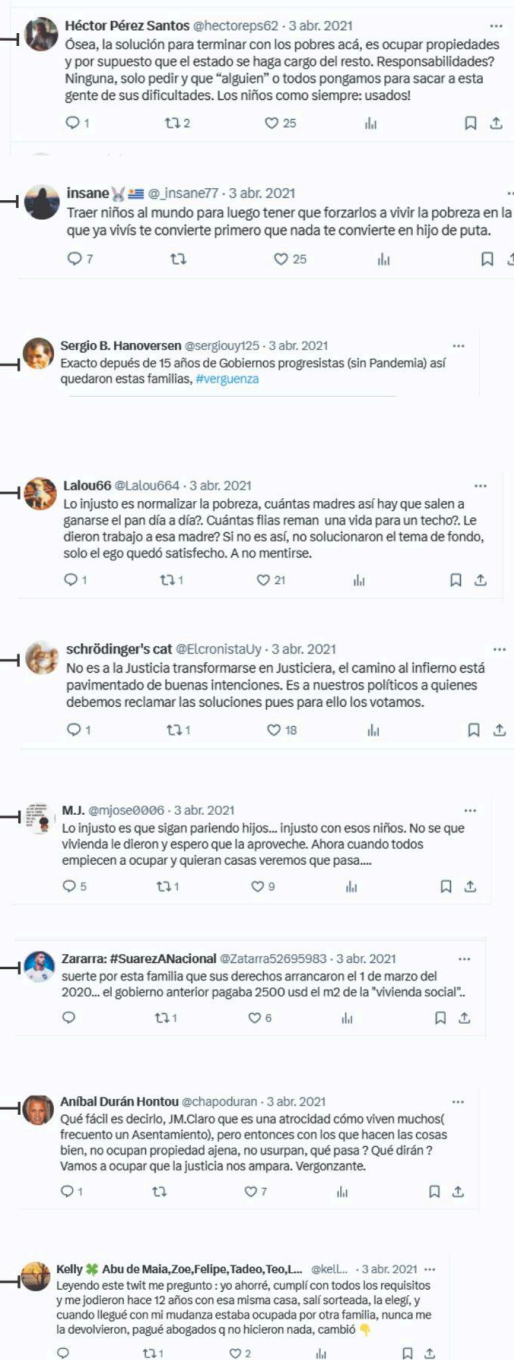 Héctor Pérez Santos @hectoreps62 · 3 abr. 2021
Ósea, la solución para terminar con los pobres acá, es ocupar propiedades
y por supuesto que el estado se haga cargo del resto. Responsabilidades?
Ninguna, solo pedir y que “alguien” o todos pongamos para sacar a esta
gente de sus dificultades. Los niños como siempre: usados!
1 2 25
insane @_insane77 · 3 abr. 2021
Traer niños al mundo para luego tener que forzarlos a vivir la pobreza en la
que ya vivís te convierte primero que nada te convierte en hijo de puta.
7 25
Sergio B. Hanoversen @sergiouy125 · 3 abr. 2021
Exacto depués de 15 años de Gobiernos progresistas (sin Pandemia) así
quedaron estas familias, #verguenza
Lalou66 @Lalou664 · 3 abr. 2021
Lo injusto es normalizar la pobreza, cuántas madres así hay que salen a
ganarse el pan día a día?. Cuántas flias reman una vida para un techo?. Le
dieron trabajo a esa madre? Si no es así, no solucionaron el tema de fondo,
solo el ego quedó satisfecho. A no mentirse.
1 1 21
schrödinger's cat @ElcronistaUy · 3 abr. 2021
No es a la Justicia transformarse en Justiciera, el camino al infierno está
pavimentado de buenas intenciones. Es a nuestros políticos a quienes
debemos reclamar las soluciones pues para ello los votamos.
1 1 18
M.J. @mjose0006 · 3 abr. 2021
Lo injusto es que sigan pariendo hijos... injusto con esos niños. No se que
vivienda le dieron y espero que la aproveche. Ahora cuando todos
empiecen a ocupar y quieran casas veremos que pasa....
5 1 9
Zararra: #SuarezANacional @Zatarra52695983 · 3 abr. 2021
suerte por esta familia que sus derechos arrancaron el 1 de marzo del
2020... el gobierno anterior pagaba 2500 usd el m2 de la "vivienda social"..
1 6
Aníbal Durán Hontou @chapoduran · 3 abr. 2021
Qué fácil es decirlo, JM.Claro que es una atrocidad cómo viven muchos(
frecuento un Asentamiento), pero entonces con los que hacen las cosas
bien, no ocupan propiedad ajena, no usurpan, qué pasa ? Qué dirán ?
Vamos a ocupar que la justicia nos ampara. Vergonzante.
1 7
Kelly Abu de Maia,Zoe,Felipe,Tadeo,Teo,L... @kell... · 3 abr. 2021
Leyendo este twit me pregunto : yo ahorré, cumplí con todos los requisitos
y me jodieron hace 12 años con esa misma casa, salí sorteada, la elegí, y
cuando llegué con mi mudanza estaba ocupada por otra familia, nunca me
la devolvieron, pagué abogados q no hicieron nada, cambió 👇
1 2